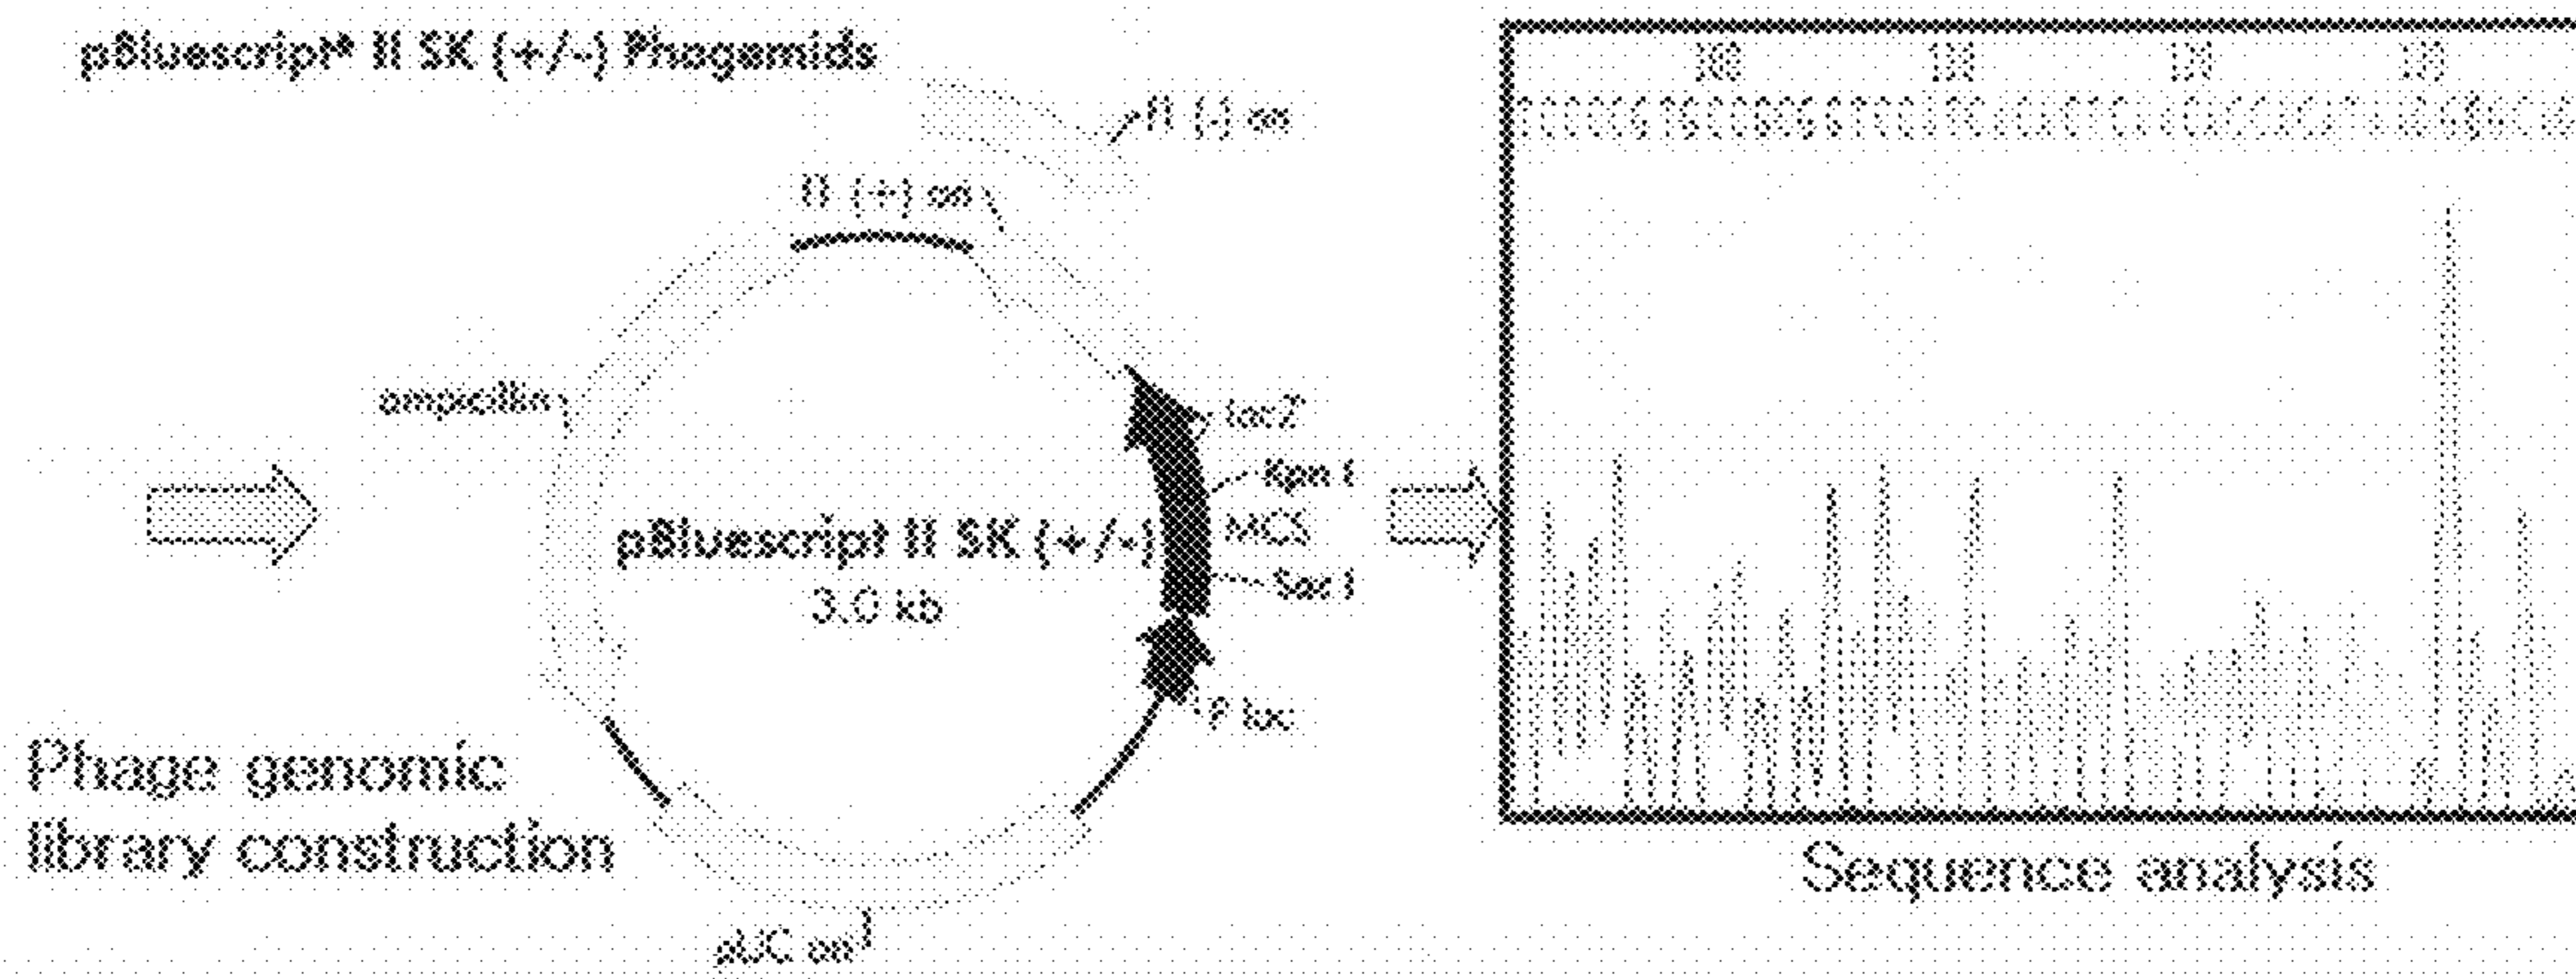 pBluescript® II SK (+/-) Phagemids
f1 (-) ori
f1 (+) ori
ampicillin
lacZ'
Kpn I
MCS
Sac I
P lac
pBluescript II SK (+/-)
3.0 kb
pUC ori
Phage genomic
library construction
Sequence analysis